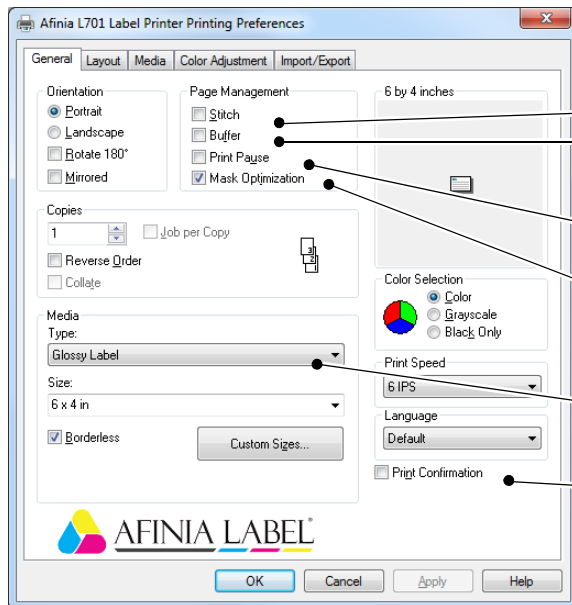 Afinia L701 Label Printer Printing Preferences
General Layout Media Color Adjustment Import/Export
Orientation
Portrait
Landscape
Rotate 180°
Mirrored
Page Management
Stitch
Buffer
Print Pause
Mask Optimization
6 by 4 inches
Copies
1
Job per Copy
Reverse Order
Collate
3
2
1
Color Selection
Color
Grayscale
Black Only
Media
Type:
Glossy Label
Size:
6 x 4 in
Borderless
Custom Sizes...
Print Speed
6 IPS
Language
Default
Print Confirmation
AFINIA LABEL
OK Cancel Apply Help